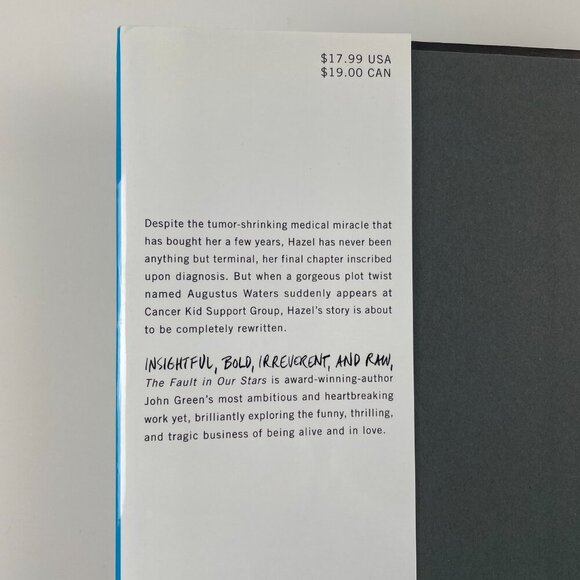 $17.99 USA
$19.00 CAN
Despite the tumor-shrinking medical miracle that
has bought her a few years, Hazel has never been
anything but terminal, her final chapter inscribed
upon diagnosis. But when a gorgeous plot twist
named Augustus Waters suddenly appears at
Cancer Kid Support Group, Hazel's story is about
to be completely rewritten.
INSIGHTFUL, BOLD, IRREVERENT, AND RAW,
The Fault in Our Stars is award-winning-author
John Green's most ambitious and heartbreaking
work yet, brilliantly exploring the funny, thrilling,
and tragic business of being alive and in love.